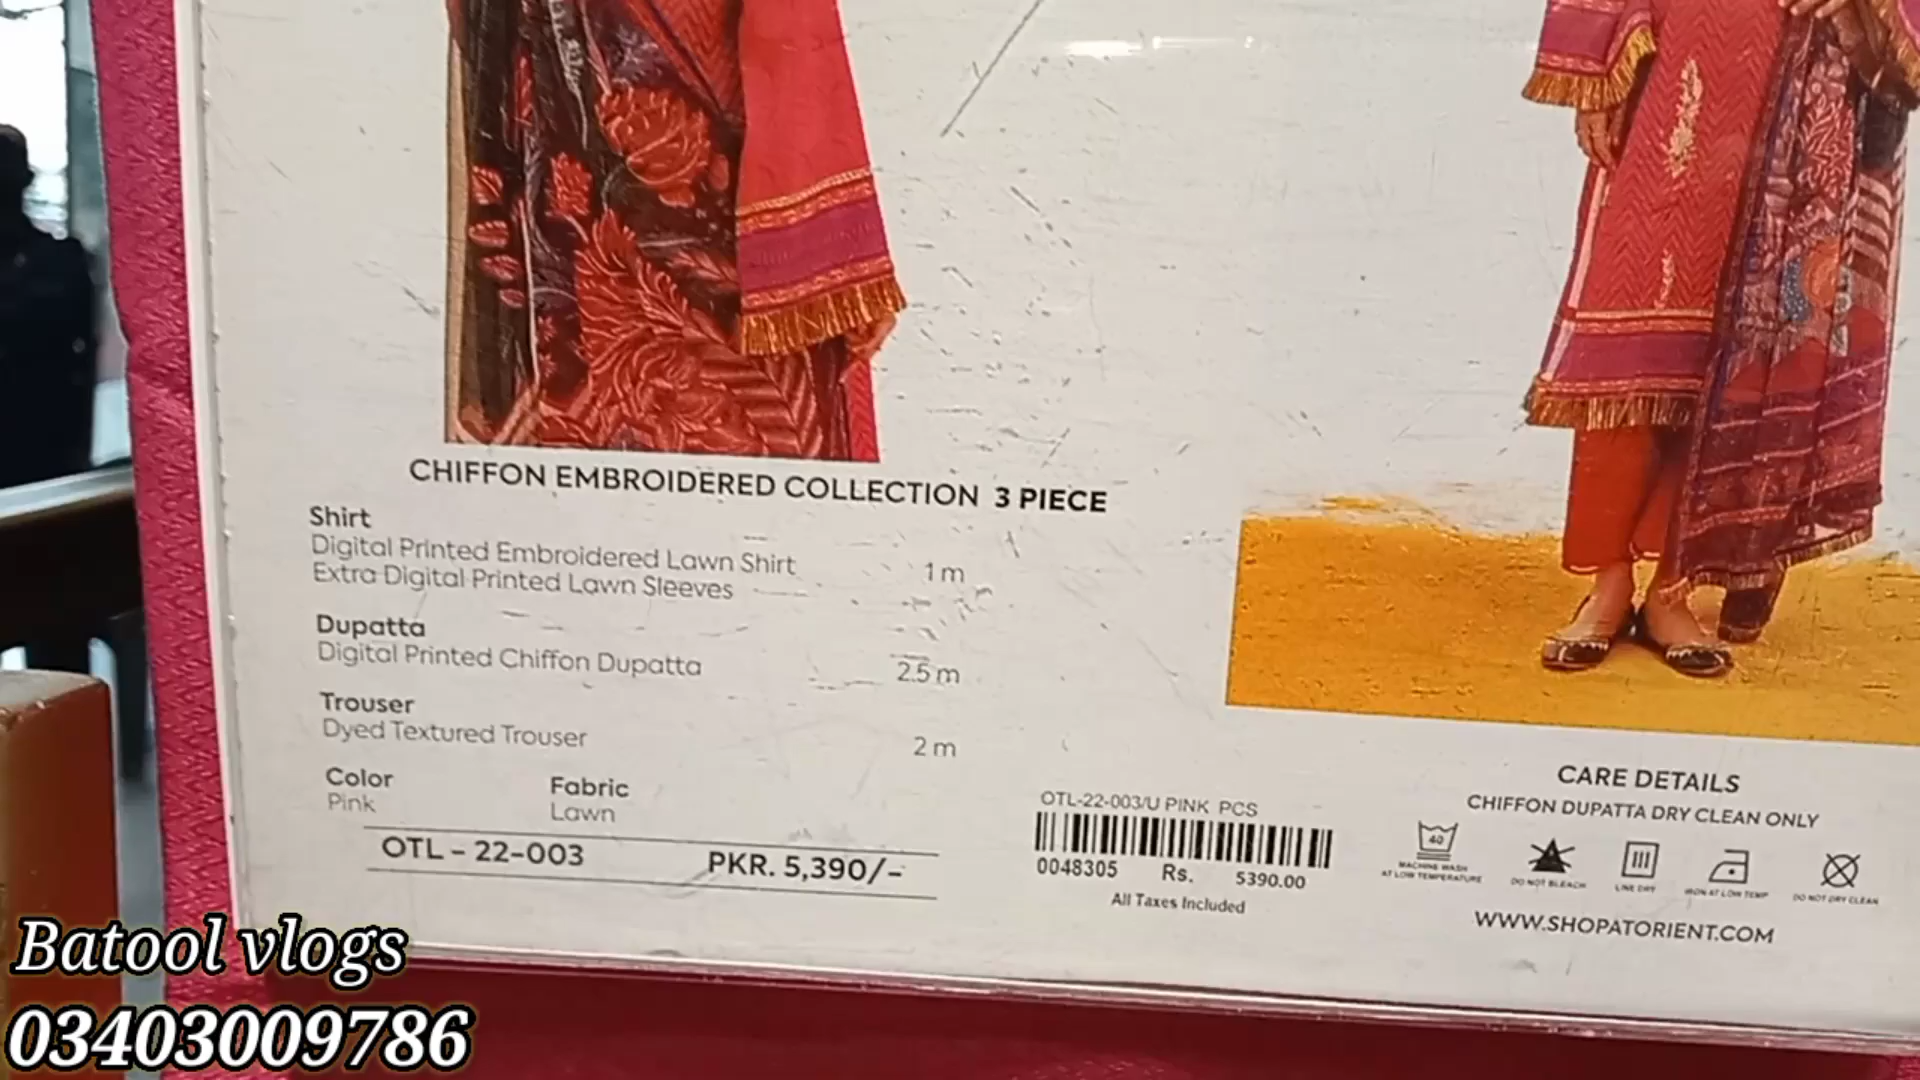 CHIFFON EMBROIDERED COLLECTION 3 PIECE
Shirt
Digital Printed Embroidered Lawn Shirt 1 m
Extra Digital Printed Lawn Sleeves
Dupatta
Digital Printed Chiffon Dupatta 2.5 m
Trouser
Dyed Textured Trouser 2 m
Color Fabric
Pink Lawn
OTL - 22-003 PKR. 5,390/-
OTL-22-003/U PINK PCS
0048305 Rs. 5390.00
All Taxes Included
CARE DETAILS
CHIFFON DUPATTA DRY CLEAN ONLY
40
MACHINE WASH
AT LOW TEMPERATURE
DO NOT BLEACH
LINE DRY
IRON AT LOW TEMP
DO NOT DRY CLEAN
WWW.SHOPATORIENT.COM
Batool vlogs
03403009786